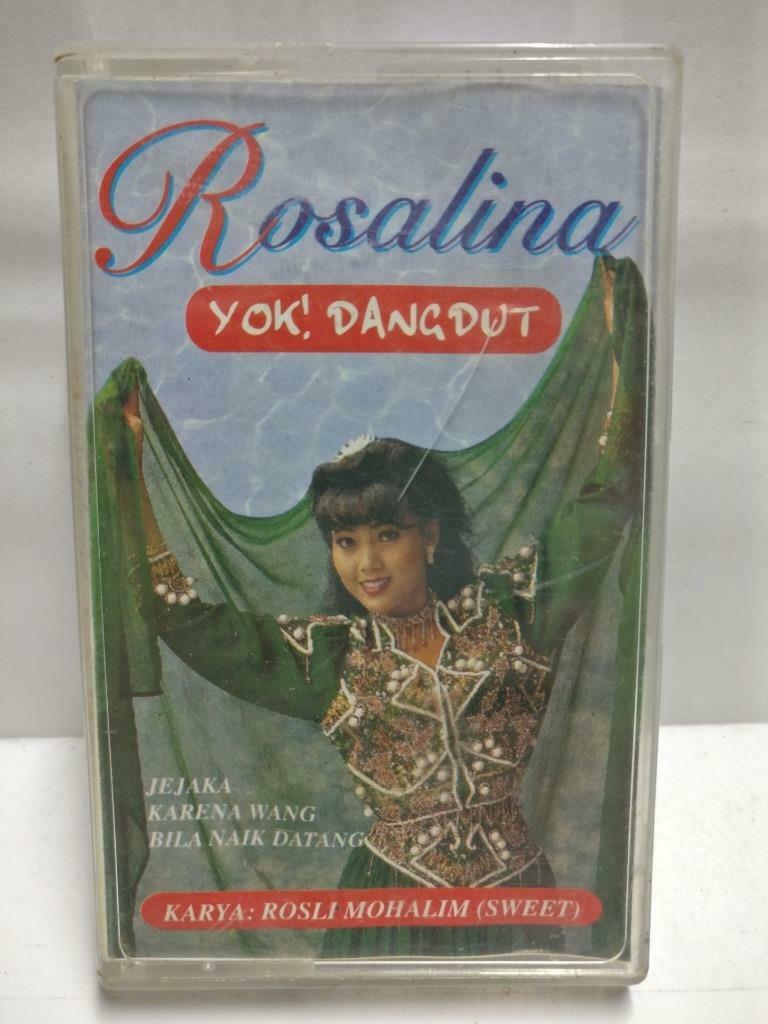 Rosalina
YOK! DANGDUT
JEJAKA
KARENA WANG
BILA NAIK DATANG
KARYA: ROSLI MOHALIM (SWEET)